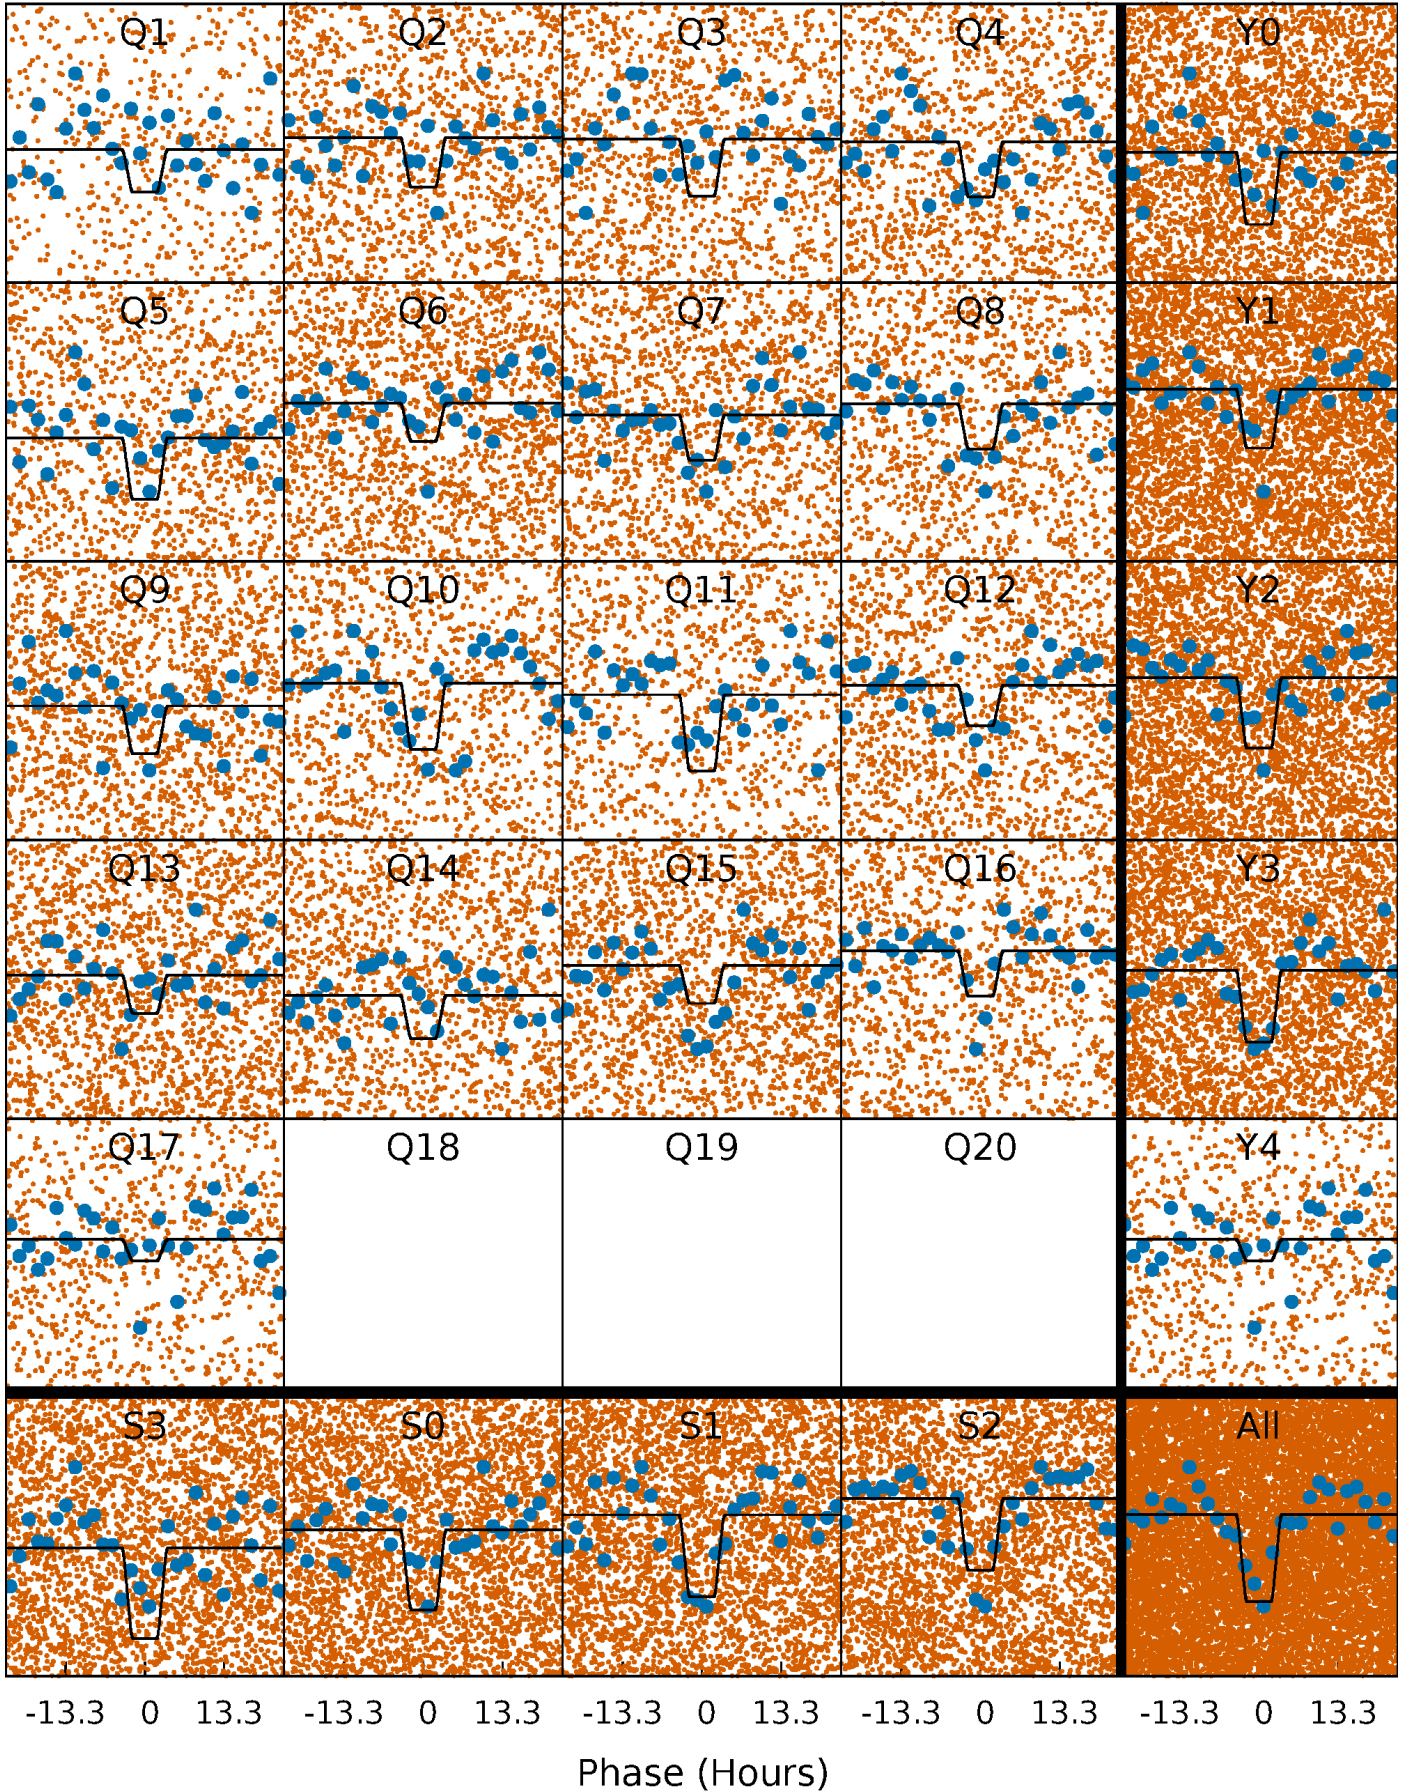 Q1 Q2 Q3 Q4 Y0
Q5 Q6 Q7 Q8 Y1
Q9 Q10 Q11 Q12 Y2
Q13 Q14 Q15 Q16 Y3
Q17 Q18 Q19 Q20 Y4
S3 S0 S1 S2 All
-13.3 0 13.3 -13.3 0 13.3 -13.3 0 13.3 -13.3 0 13.3 -13.3 0 13.3
Phase (Hours)